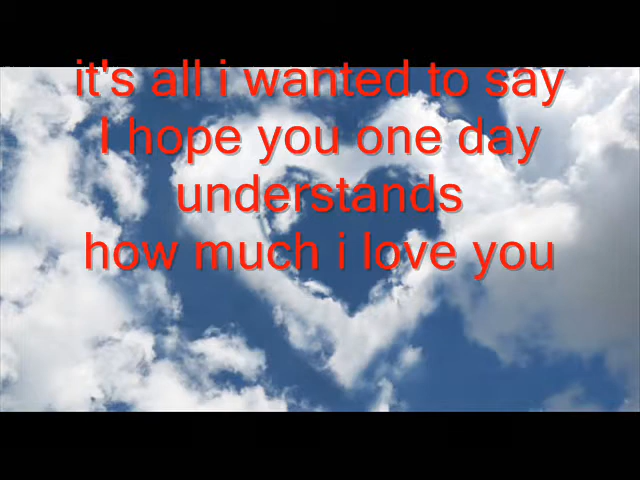 it's all i wanted to say
I hope you one day
understands
how much i love you